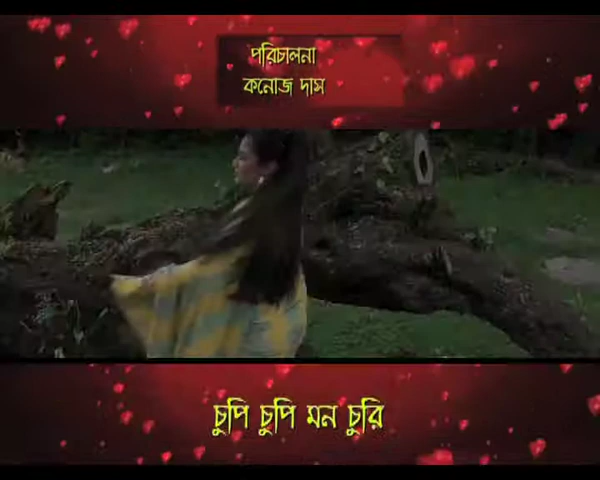 পরিচালনা
কনোজ দাস
চুপি চুপি মন চুরি